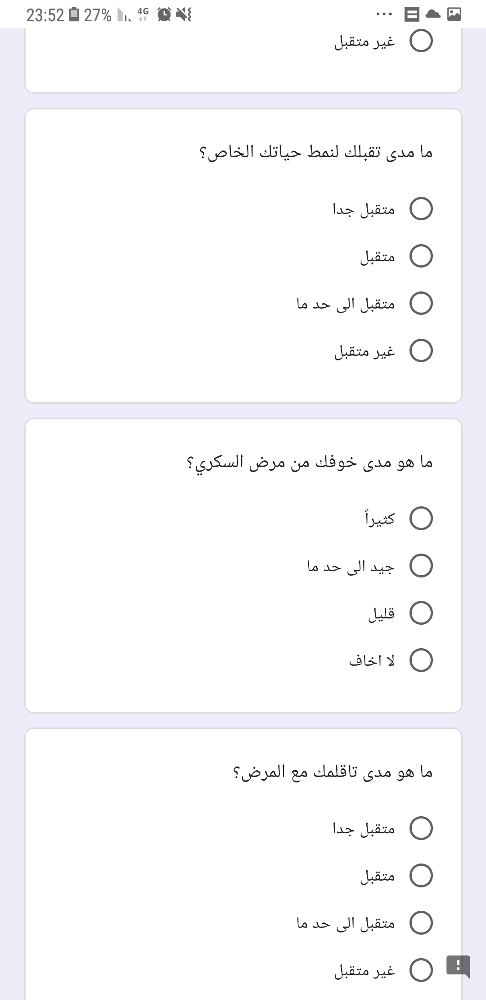 23:52 27% 4G
غير متقبل
ما مدى تقبلك لنمط حياتك الخاص؟
متقبل جدا
متقبل
متقبل الى حد ما
غير متقبل
ما هو مدى خوفك من مرض السكري؟
كثيراً
جيد الى حد ما
قليل
لا اخاف
ما هو مدى تاقلمك مع المرض؟
متقبل جدا
متقبل
متقبل الى حد ما
غير متقبل